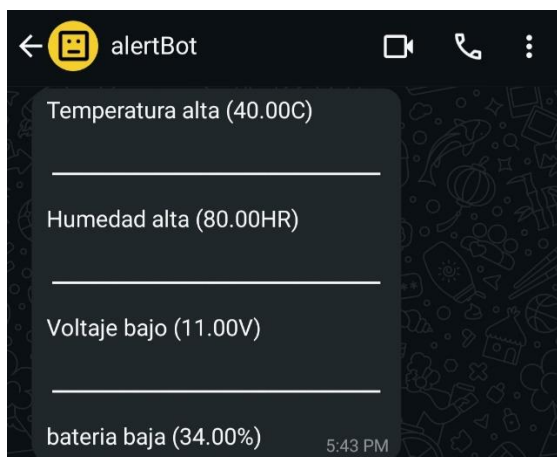 alertBot
Temperatura alta (40.00C)
Humedad alta (80.00HR)
Voltaje bajo (11.00V)
bateria baja (34.00%)
5:43 PM